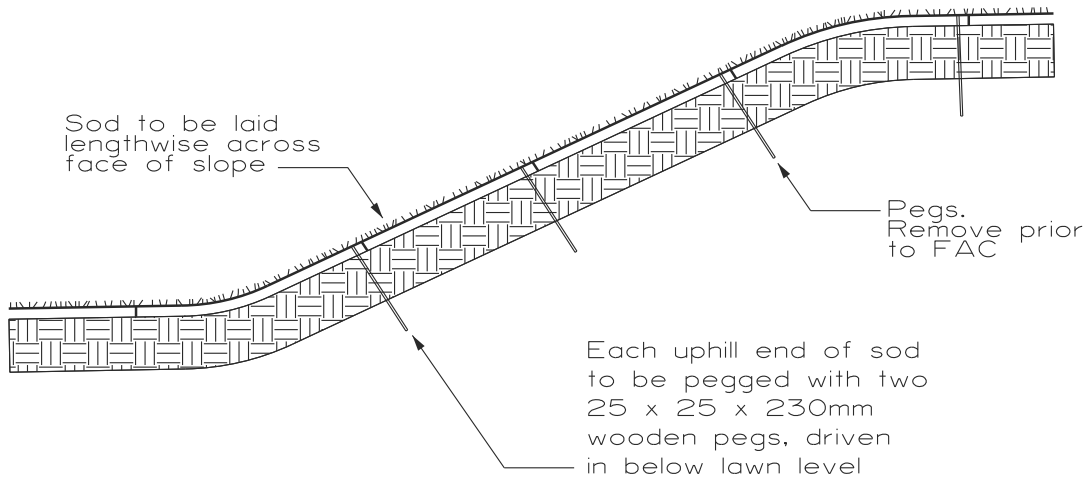 Sod to be laid
lengthwise across
face of slope
Pegs.
Remove prior
to FAC
Each uphill end of sod
to be pegged with two
25 x 25 x 230mm
wooden pegs, driven
in below lawn level